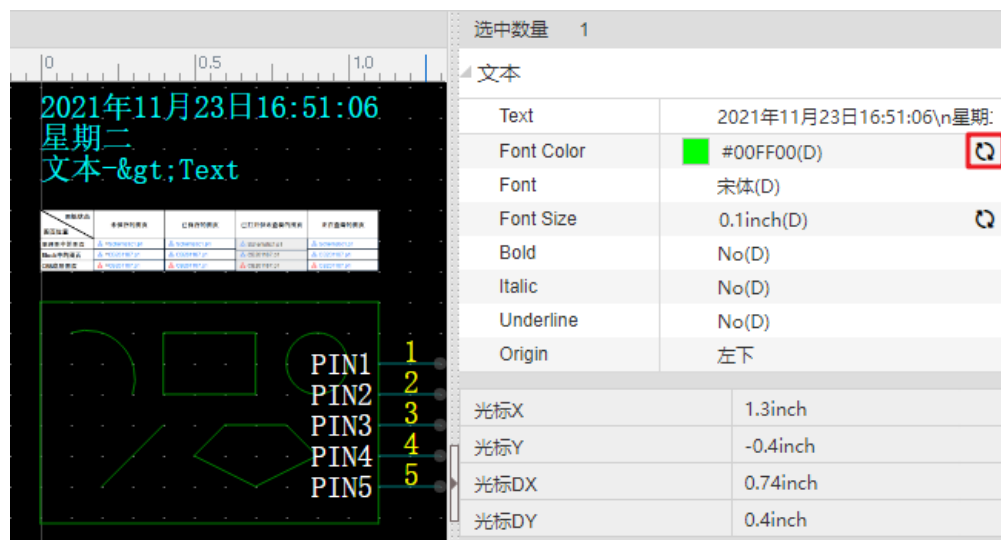 选中数量 1
0 0.5 1.0
文本
2021年11月23日16:51:06
星期二
文本-&gt;Text
Text 2021年11月23日16:51:06\n星期
Font Color #00FF00(D)
Font 宋体(D)
Font Size 0.1inch(D)
Bold No(D)
Italic No(D)
Underline No(D)
Origin 左下
PIN1 1
PIN2 2
PIN3 3
PIN4 4
PIN5 5
光标X 1.3inch
光标Y -0.4inch
光标DX 0.74inch
光标DY 0.4inch